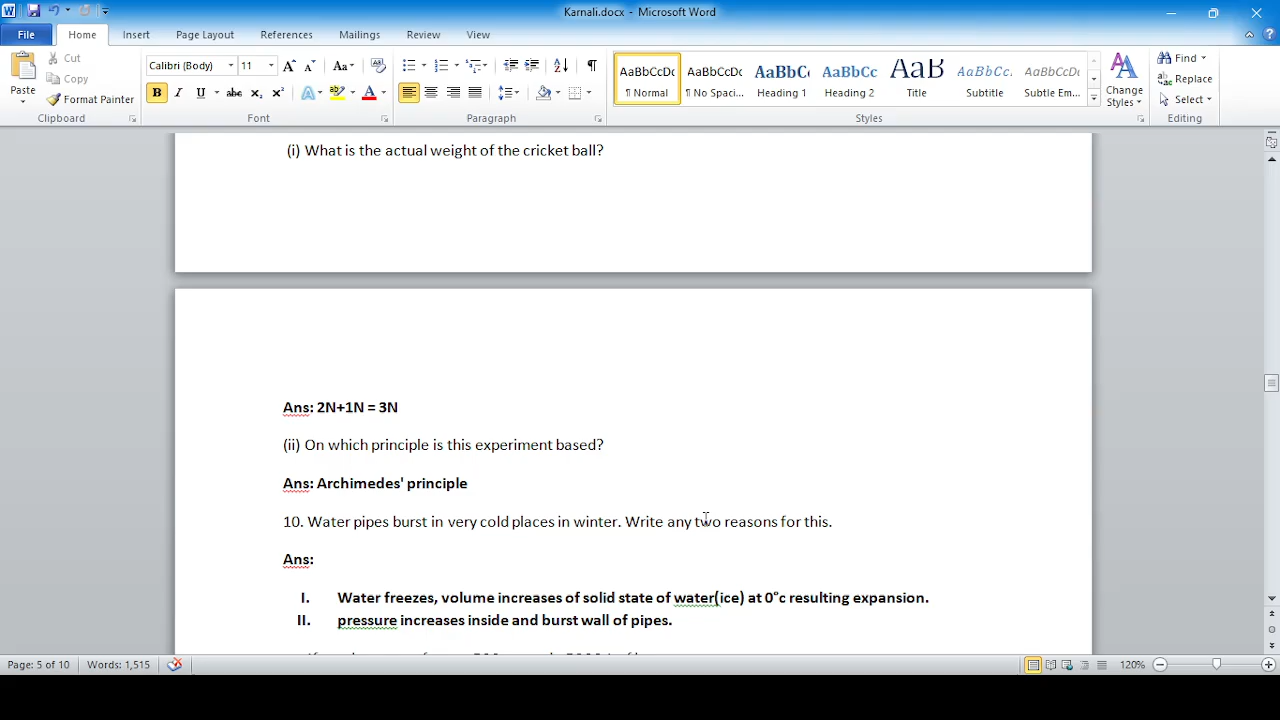 Karnali.docx - Microsoft Word
File Home Insert Page Layout References Mailings Review View
Paste
Cut
Copy
Format Painter
Clipboard
Calibri (Body) 11
Font
Paragraph
AaBbCcDc AaBbCcDc AaBbC AaBbCc AaB AaBbCc. AaBbCcDc
¶ Normal ¶ No Spaci... Heading 1 Heading 2 Title Subtitle Subtle Em...
Styles
Change Styles
Find
Replace
Select
Editing
(i) What is the actual weight of the cricket ball?
Ans: 2N+1N = 3N
(ii) On which principle is this experiment based?
Ans: Archimedes' principle
10. Water pipes burst in very cold places in winter. Write any two reasons for this.
Ans:
I. Water freezes, volume increases of solid state of water(ice) at 0°c resulting expansion.
II. pressure increases inside and burst wall of pipes.
Page: 5 of 10 Words: 1,515 120%